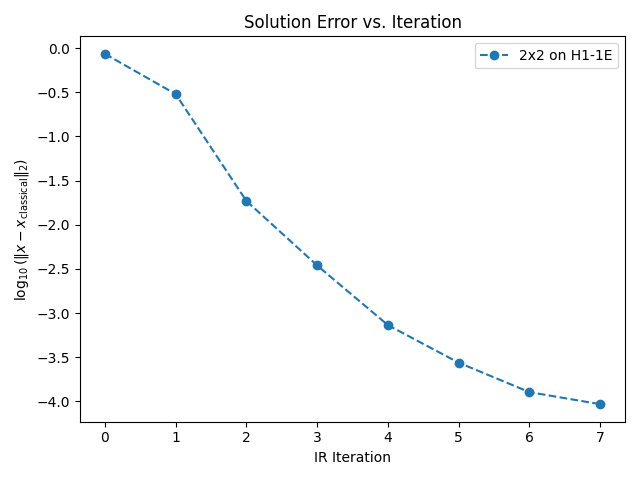 Solution Error vs. Iteration
2x2 on H1-1E
0.0
−0.5
−1.0
−1.5
−2.0
−2.5
−3.0
−3.5
−4.0
log₁₀(‖x − x_classical‖₂)
0 1 2 3 4 5 6 7
IR Iteration